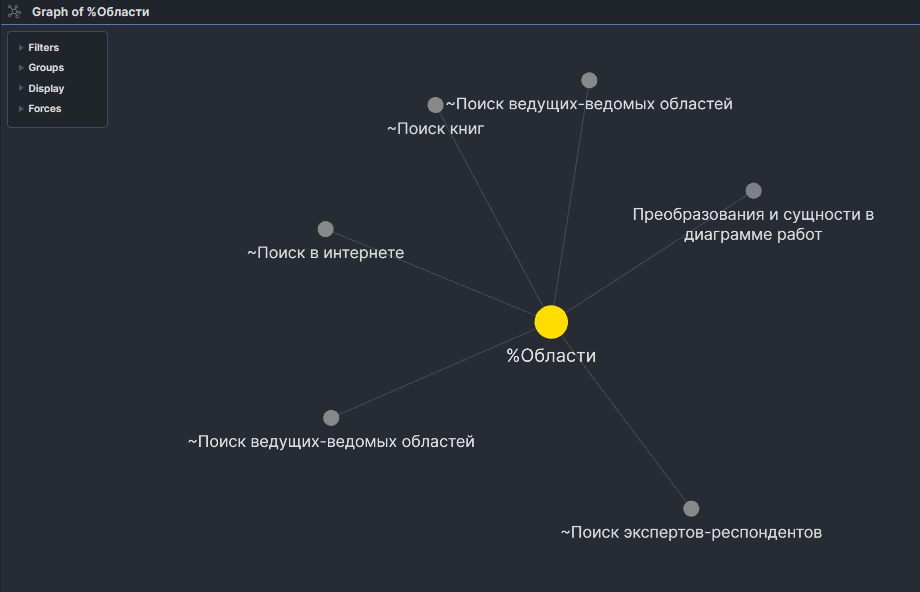 Graph of %Области
Filters
Groups
Display
Forces
~Поиск ведущих-ведомых областей
~Поиск книг
Преобразования и сущности в
диаграмме работ
~Поиск в интернете
%Области
~Поиск ведущих-ведомых областей
~Поиск экспертов-респондентов